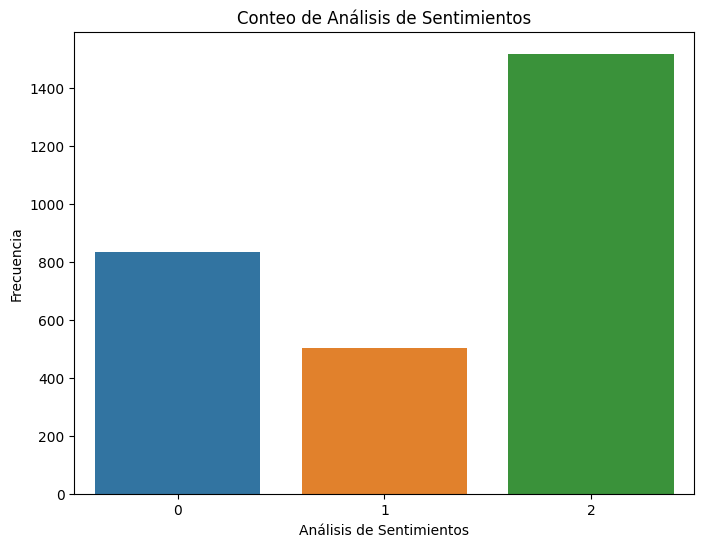 Conteo de Análisis de Sentimientos
1400
1200
1000
800
600
400
200
0
Frecuencia
0 1 2
Análisis de Sentimientos